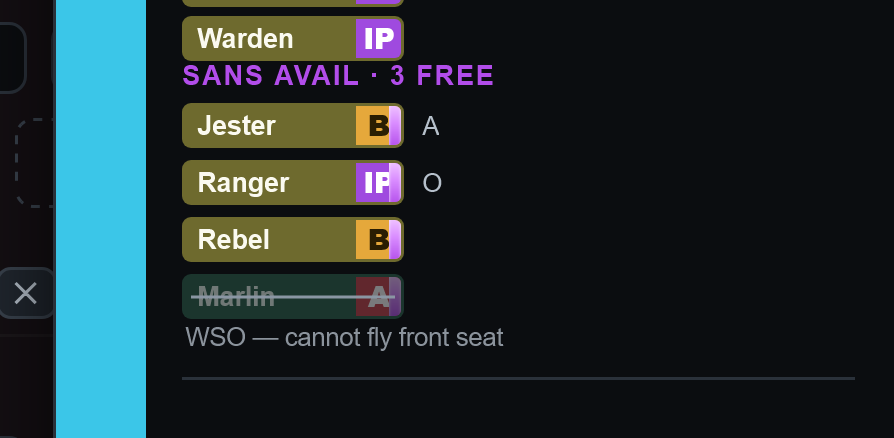 Warden IP
SANS AVAIL · 3 FREE
Jester B A
Ranger IP O
Rebel B
Marlin A
WSO — cannot fly front seat